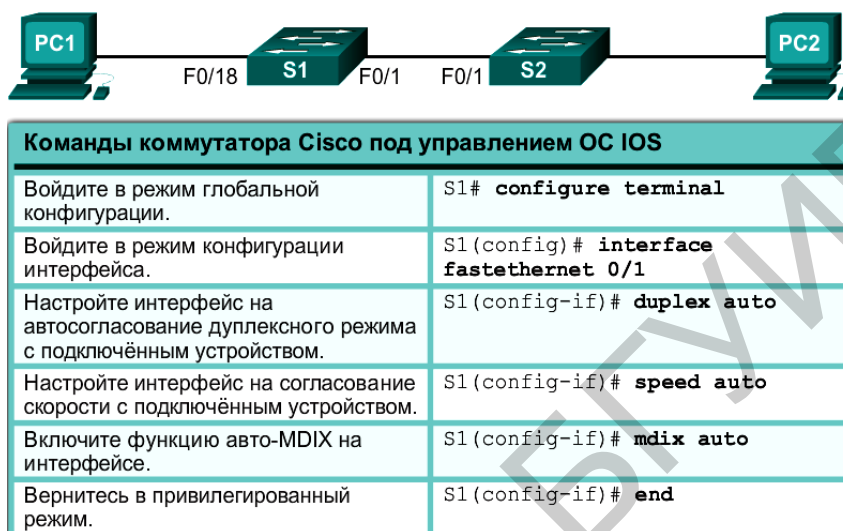 PC1
F0/18
S1
F0/1
F0/1
S2
PC2
Команды коммутатора Cisco под управлением ОС IOS
Войдите в режим глобальной
конфигурации.
S1# configure terminal
Войдите в режим конфигурации
интерфейса.
S1(config)# interface
fastethernet 0/1
Настройте интерфейс на
автосогласование дуплексного режима
с подключённым устройством.
S1(config-if)# duplex auto
Настройте интерфейс на согласование
скорости с подключённым устройством.
S1(config-if)# speed auto
Включите функцию авто-MDIX на
интерфейсе.
S1(config-if)# mdix auto
Вернитесь в привилегированный
режим.
S1(config-if)# end